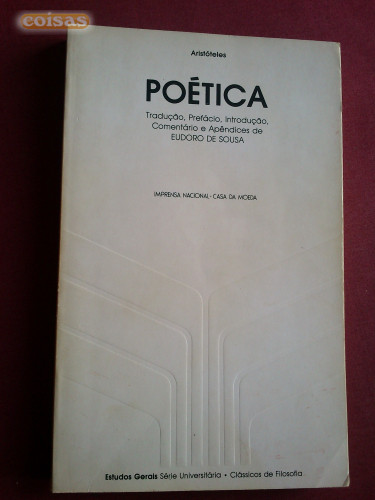 coisas
Aristóteles
POÉTICA
Tradução, Prefácio, Introdução,
Comentário e Apêndices de
EUDORO DE SOUSA
IMPRENSA NACIONAL - CASA DA MOEDA
Estudos Gerais Série Universitária • Clássicos de Filosofia